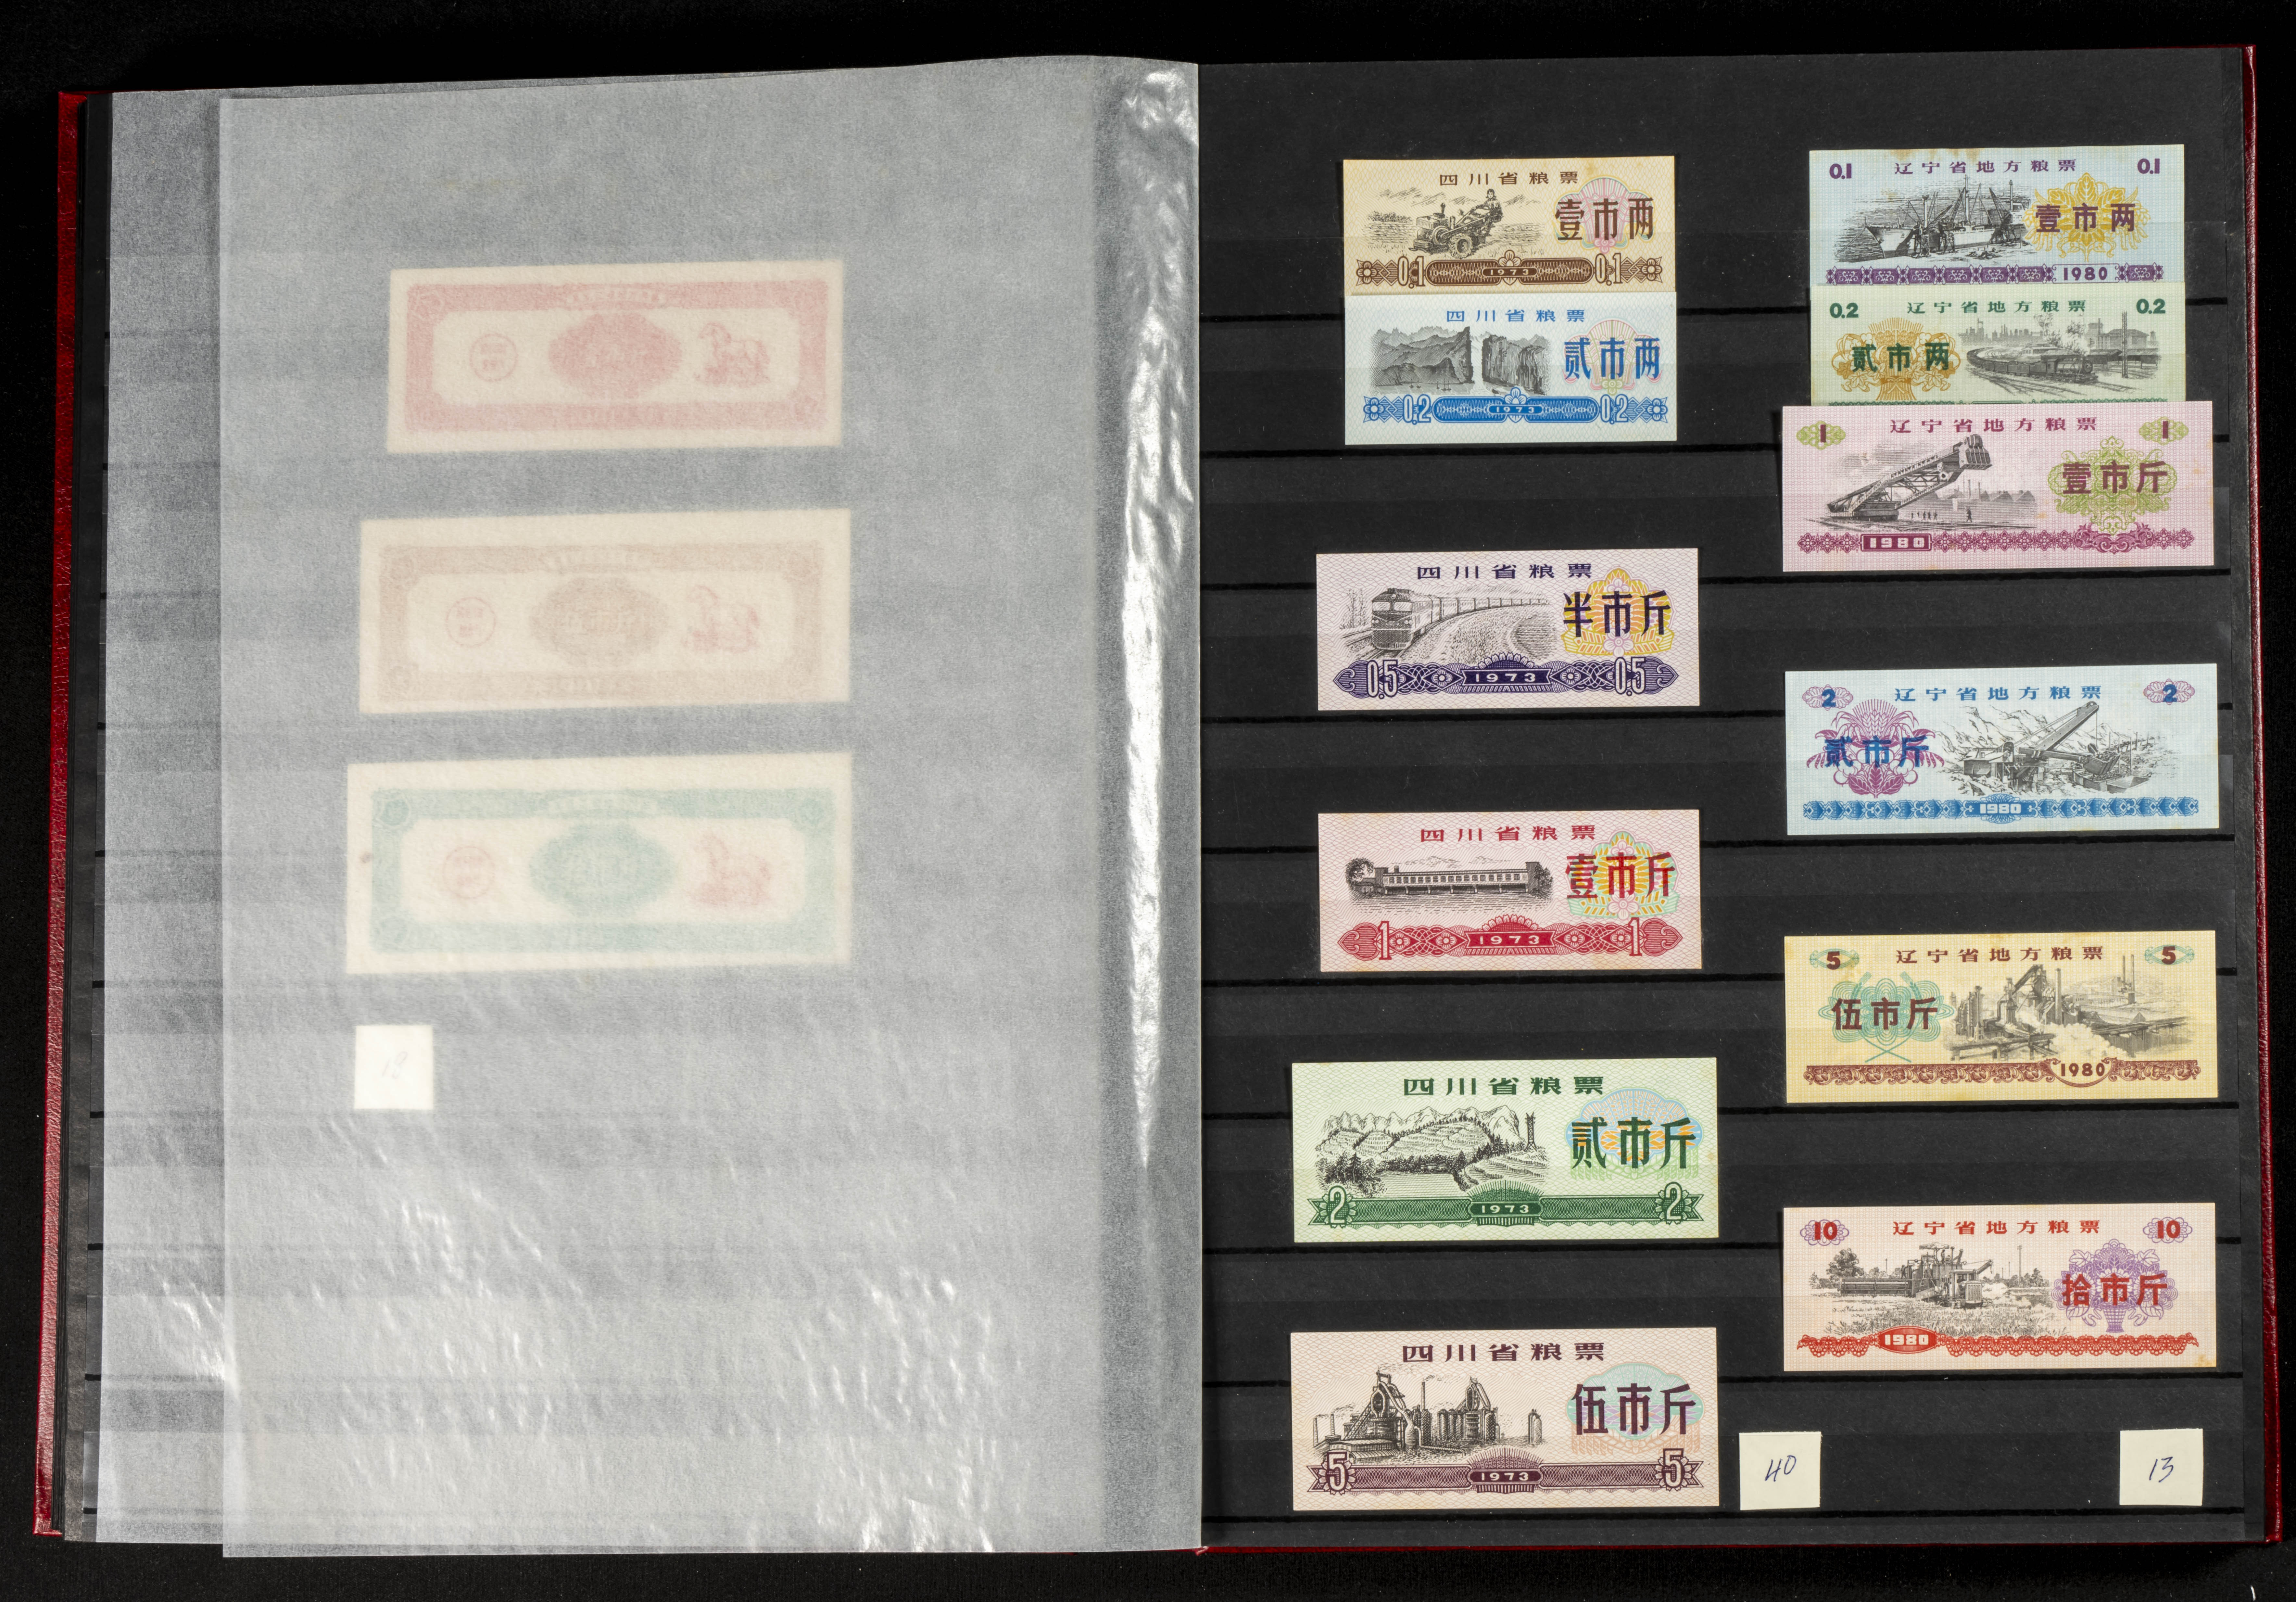 四川省粮票
壹市两
0.1 1973 0.1
四川省粮票
贰市两
0.2 1973 0.2
四川省粮票
半市斤
0.5 1973 0.5
四川省粮票
壹市斤
1 1973 1
四川省粮票
贰市斤
2 1973 2
四川省粮票
伍市斤
5 1973 5
40
0.1 辽宁省地方粮票 0.1
壹市两
1980
0.2 辽宁省地方粮票 0.2
贰市两
1 辽宁省地方粮票 1
壹市斤
1980
2 辽宁省地方粮票 2
贰市斤
1980
5 辽宁省地方粮票 5
伍市斤
1980
10 辽宁省地方粮票 10
拾市斤
1980
13